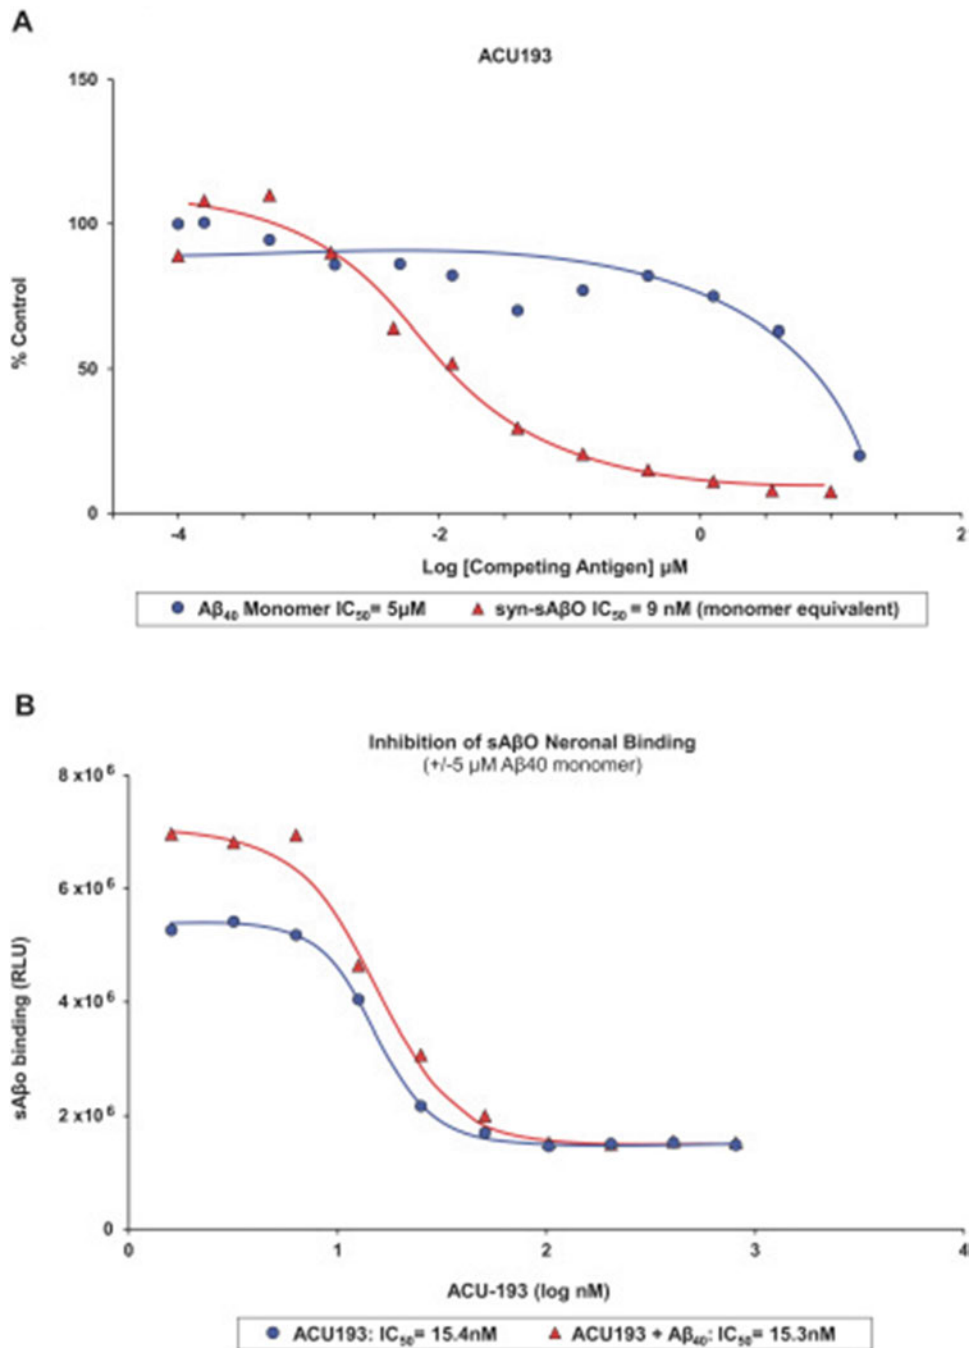 A
ACU193
150
100
50
0
% Control
-4
-2
0
2
Log [Competing Antigen] µM
Aβ₄₀ Monomer IC₅₀= 5µM
syn-sAβO IC₅₀ = 9 nM (monomer equivalent)
B
Inhibition of sAβO Neronal Binding
(+/-5 µM Aβ40 monomer)
8 x10⁶
6 x10⁶
4 x10⁶
2 x10⁶
0
sAβo binding (RLU)
0
1
2
3
4
ACU-193 (log nM)
ACU193: IC₅₀= 15.4nM
ACU193 + Aβ₄₀: IC₅₀= 15.3nM